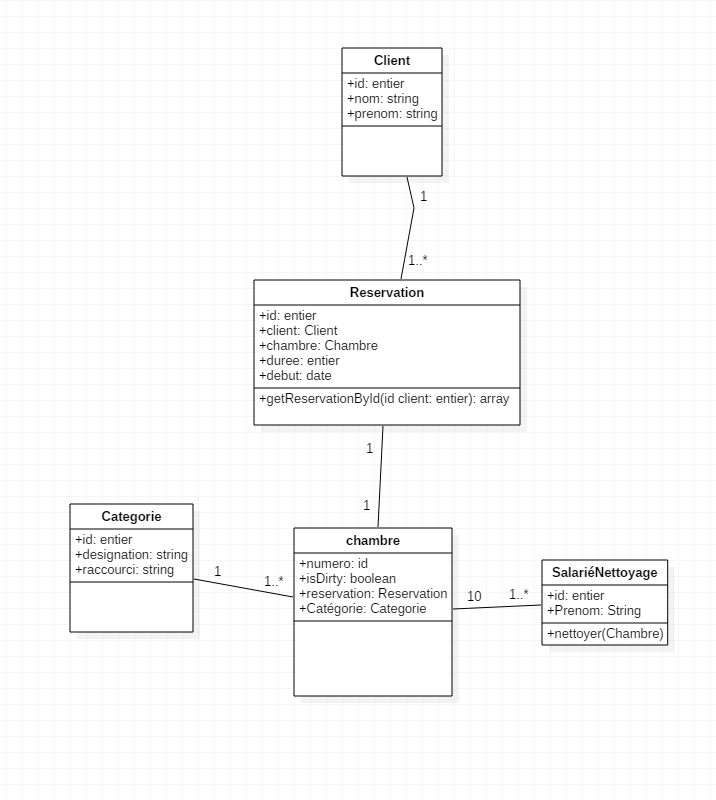 Client
+id: entier
+nom: string
+prenom: string
1
1..*
Reservation
+id: entier
+client: Client
+chambre: Chambre
+duree: entier
+debut: date
+getReservationById(id client: entier): array
1
1
Categorie
+id: entier
+designation: string
+raccourci: string
1
1..*
chambre
+numero: id
+isDirty: boolean
+reservation: Reservation
+Catégorie: Categorie
10
1..*
SalariéNettoyage
+id: entier
+Prenom: String
+nettoyer(Chambre)